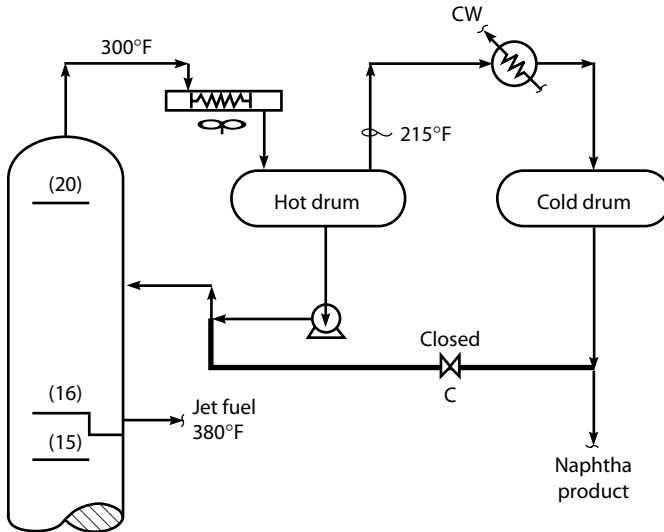 CW
300°F
215°F
(20)
Hot drum
Cold drum
Closed
C
(16)
Jet fuel
380°F
(15)
Naphtha
product